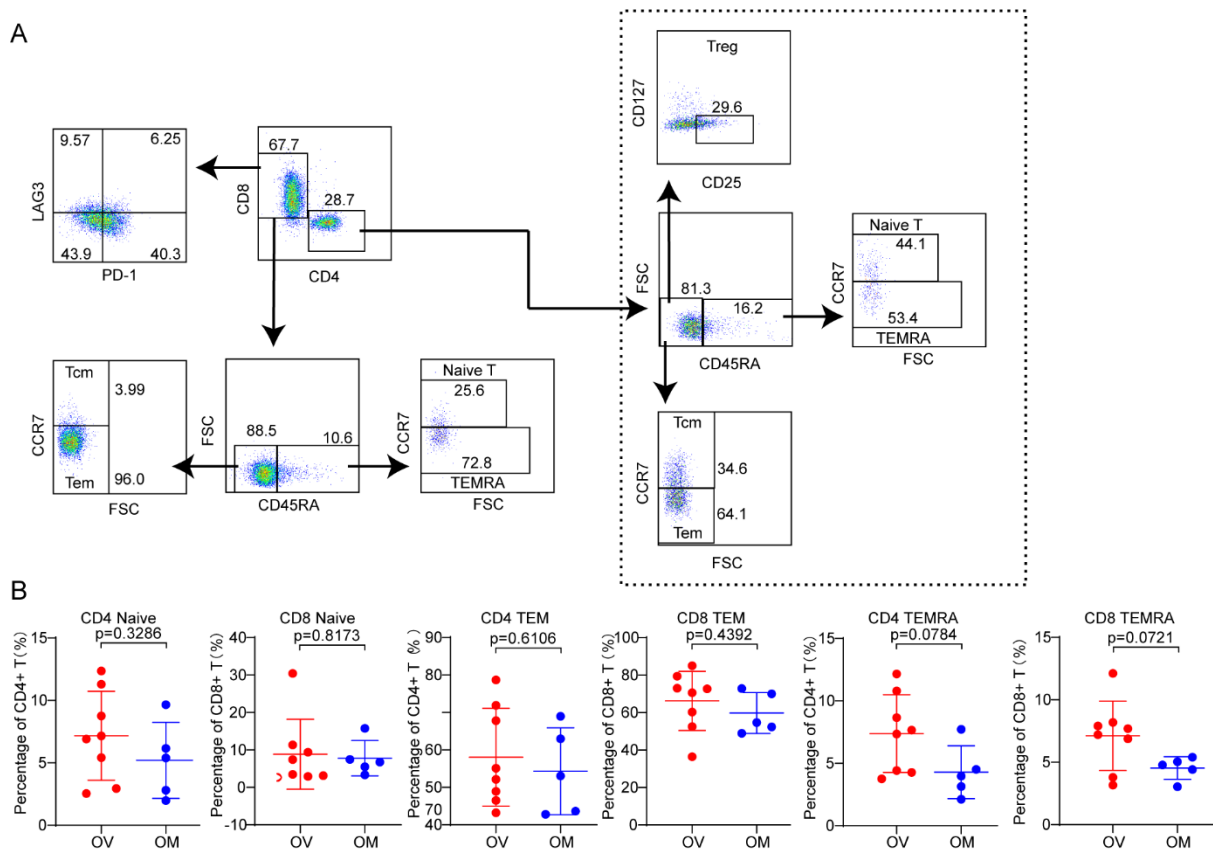 A
Treg
CD127
29.6
CD25
9.57
6.25
LAG3
43.9
40.3
PD-1
67.7
CD8
28.7
CD4
FSC
81.3
16.2
CD45RA
Naive T
44.1
CCR7
53.4
TEMRA
FSC
Tcm
3.99
CCR7
Tem
96.0
FSC
FSC
88.5
10.6
CD45RA
Naive T
25.6
CCR7
72.8
TEMRA
FSC
Tcm
34.6
CCR7
64.1
Tem
FSC
B
CD4 Naive
p=0.3286
Percentage of CD4+ T(%)
15
10
5
0
OV OM
CD8 Naive
p=0.8173
Percentage of CD8+ T(%)
40
30
20
10
0
-10
OV OM
CD4 TEM
p=0.6106
Percentage of CD4+ T (%)
90
80
70
60
50
70
40
OV OM
CD8 TEM
p=0.4392
Percentage of CD8+ T (%)
100
80
60
40
20
0
OV OM
CD4 TEMRA
p=0.0784
Percentage of CD4+ T (%)
15
10
5
0
OV OM
CD8 TEMRA
p=0.0721
Percentage of CD8+ T (%)
15
10
5
0
OV OM